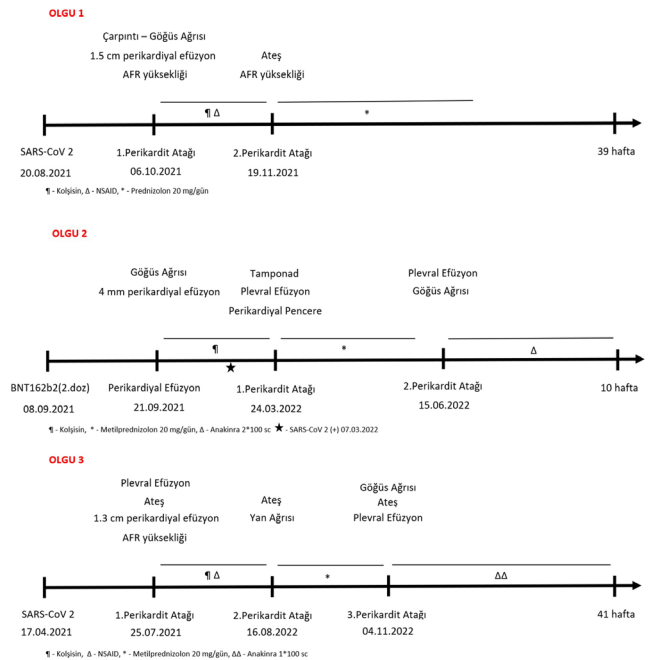 OLGU 1
Çarpıntı – Göğüs Ağrısı
1.5 cm perikardiyal efüzyon
AFR yüksekliği
Ateş
AFR yüksekliği
¶ Δ
*
SARS-CoV 2
20.08.2021
1.Perikardit Atağı
06.10.2021
2.Perikardit Atağı
19.11.2021
39 hafta
¶ - Kolşisin, Δ - NSAID, * - Prednizolon 20 mg/gün
OLGU 2
Göğüs Ağrısı
4 mm perikardiyal efüzyon
Tamponad
Plevral Efüzyon
Perikardiyal Pencere
Plevral Efüzyon
Göğüs Ağrısı
¶
*
Δ
★
BNT162b2(2.doz)
08.09.2021
Perikardiyal Efüzyon
21.09.2021
1.Perikardit Atağı
24.03.2022
2.Perikardit Atağı
15.06.2022
10 hafta
¶ - Kolşisin, * - Metilprednizolon 20 mg/gün, Δ - Anakinra 2*100 sc ★ - SARS-CoV 2 (+) 07.03.2022
OLGU 3
Plevral Efüzyon
Ateş
1.3 cm perikardiyal efüzyon
AFR yüksekliği
Ateş
Yan Ağrısı
Göğüs Ağrısı
Ateş
Plevral Efüzyon
¶ Δ
*
ΔΔ
SARS-CoV 2
17.04.2021
1.Perikardit Atağı
25.07.2021
2.Perikardit Atağı
16.08.2022
3.Perikardit Atağı
04.11.2022
41 hafta
¶ - Kolşisin, Δ - NSAID, * - Metilprednizolon 20 mg/gün, ΔΔ - Anakinra 1*100 sc